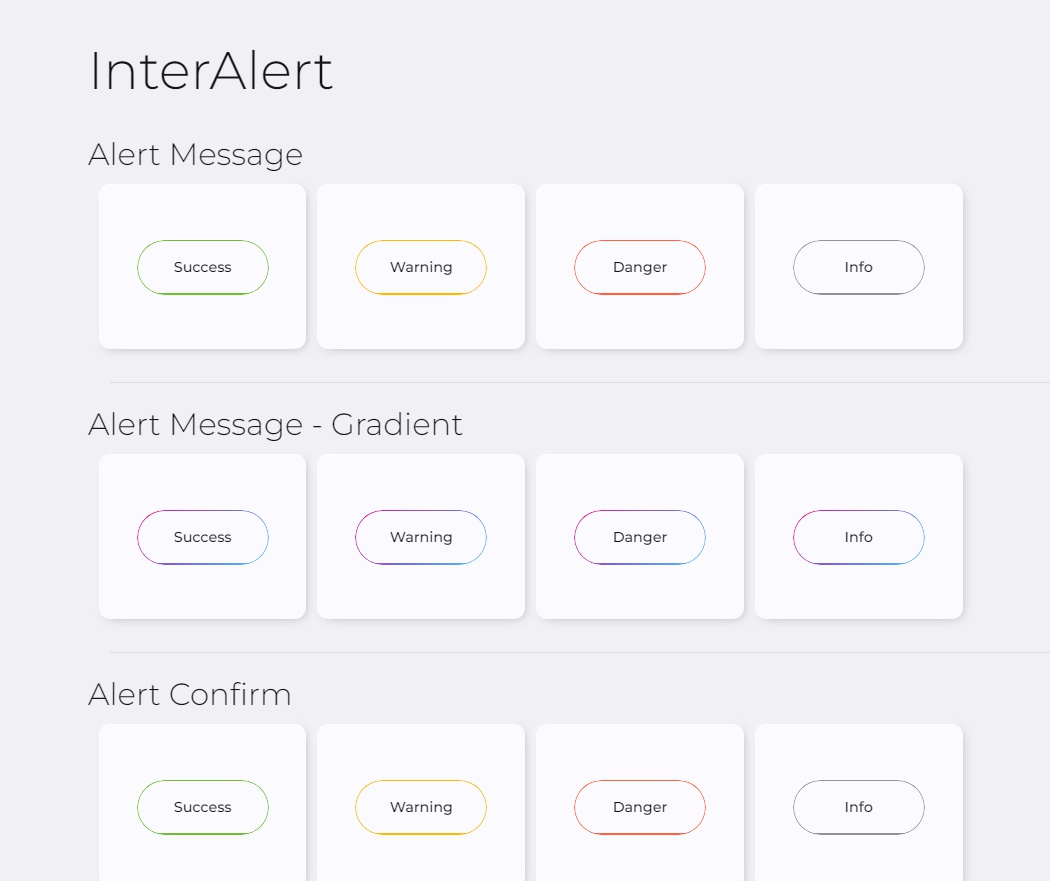 InterAlert
Alert Message
Success Warning Danger Info
Alert Message - Gradient
Success Warning Danger Info
Alert Confirm
Success Warning Danger Info